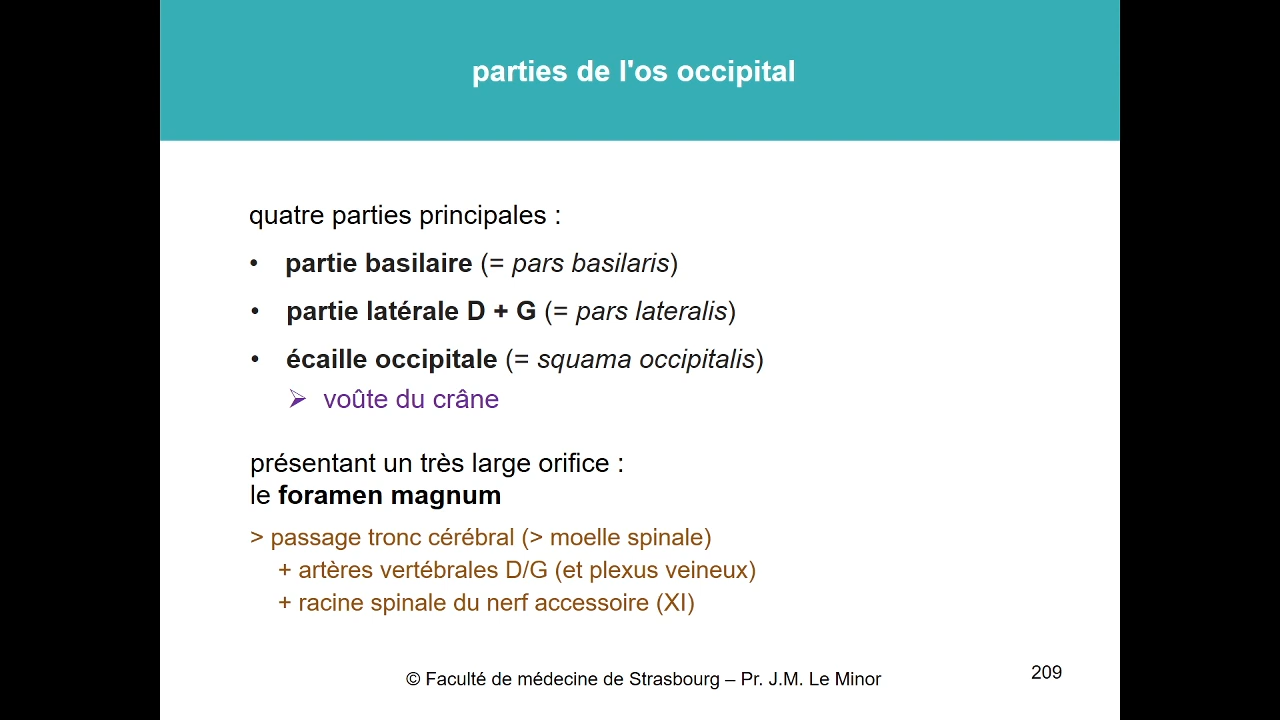 parties de l'os occipital
quatre parties principales :
• partie basilaire (= pars basilaris)
• partie latérale D + G (= pars lateralis)
• écaille occipitale (= squama occipitalis)
➢ voûte du crâne
présentant un très large orifice :
le foramen magnum
> passage tronc cérébral (> moelle spinale)
+ artères vertébrales D/G (et plexus veineux)
+ racine spinale du nerf accessoire (XI)
© Faculté de médecine de Strasbourg – Pr. J.M. Le Minor
209